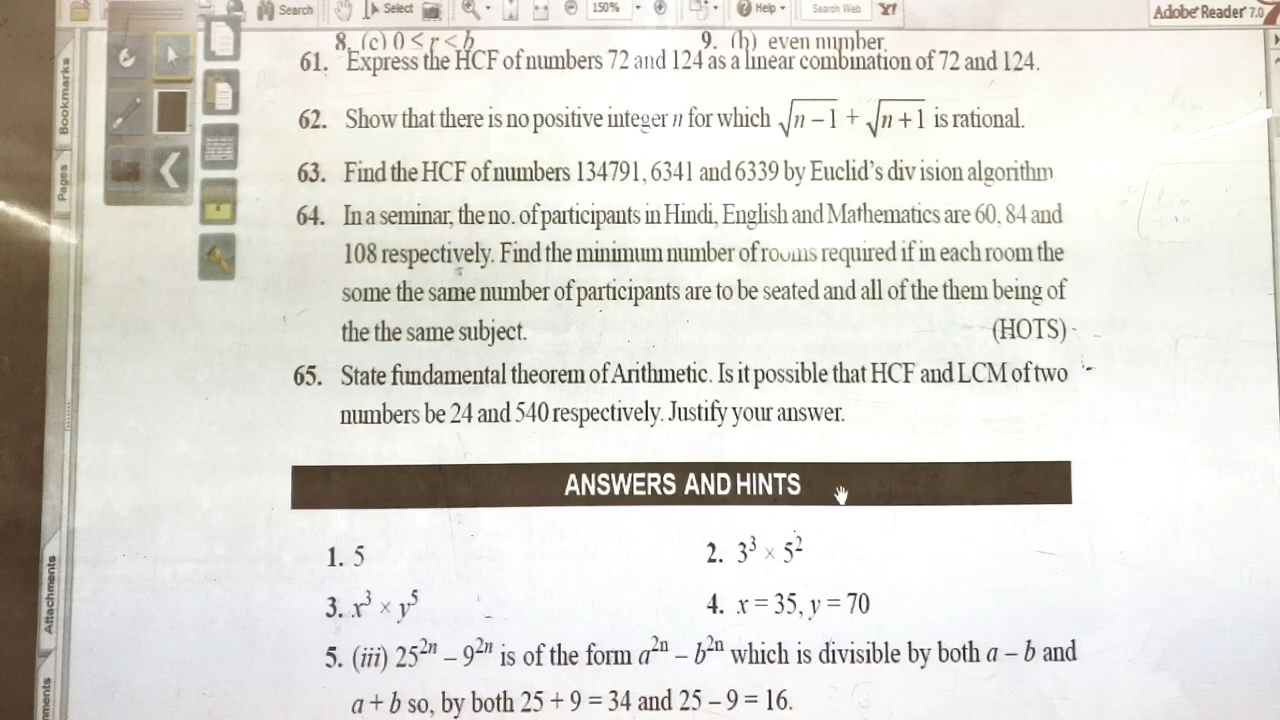 Search Select 150% Help Search Web Y!
Adobe Reader 7.0
Bookmarks
Pages
Attachments
8. (c) 0 ≤ r < b 9. (b) even number.
61. Express the HCF of numbers 72 and 124 as a linear combination of 72 and 124.
62. Show that there is no positive integer n for which √(n – 1) + √(n + 1) is rational.
63. Find the HCF of numbers 134791, 6341 and 6339 by Euclid's div ision algorithm
64. In a seminar, the no. of participants in Hindi, English and Mathematics are 60, 84 and
108 respectively. Find the minimum number of rooms required if in each room the
some the same number of participants are to be seated and all of the them being of
the the same subject. (HOTS)
65. State fundamental theorem of Arithmetic. Is it possible that HCF and LCM of two
numbers be 24 and 540 respectively. Justify your answer.
ANSWERS AND HINTS
1. 5 2. 3³ × 5²
3. x³ × y⁵ 4. x = 35, y = 70
5. (iii) 25²ⁿ – 9²ⁿ is of the form a²ⁿ – b²ⁿ which is divisible by both a – b and
a + b so, by both 25 + 9 = 34 and 25 – 9 = 16.